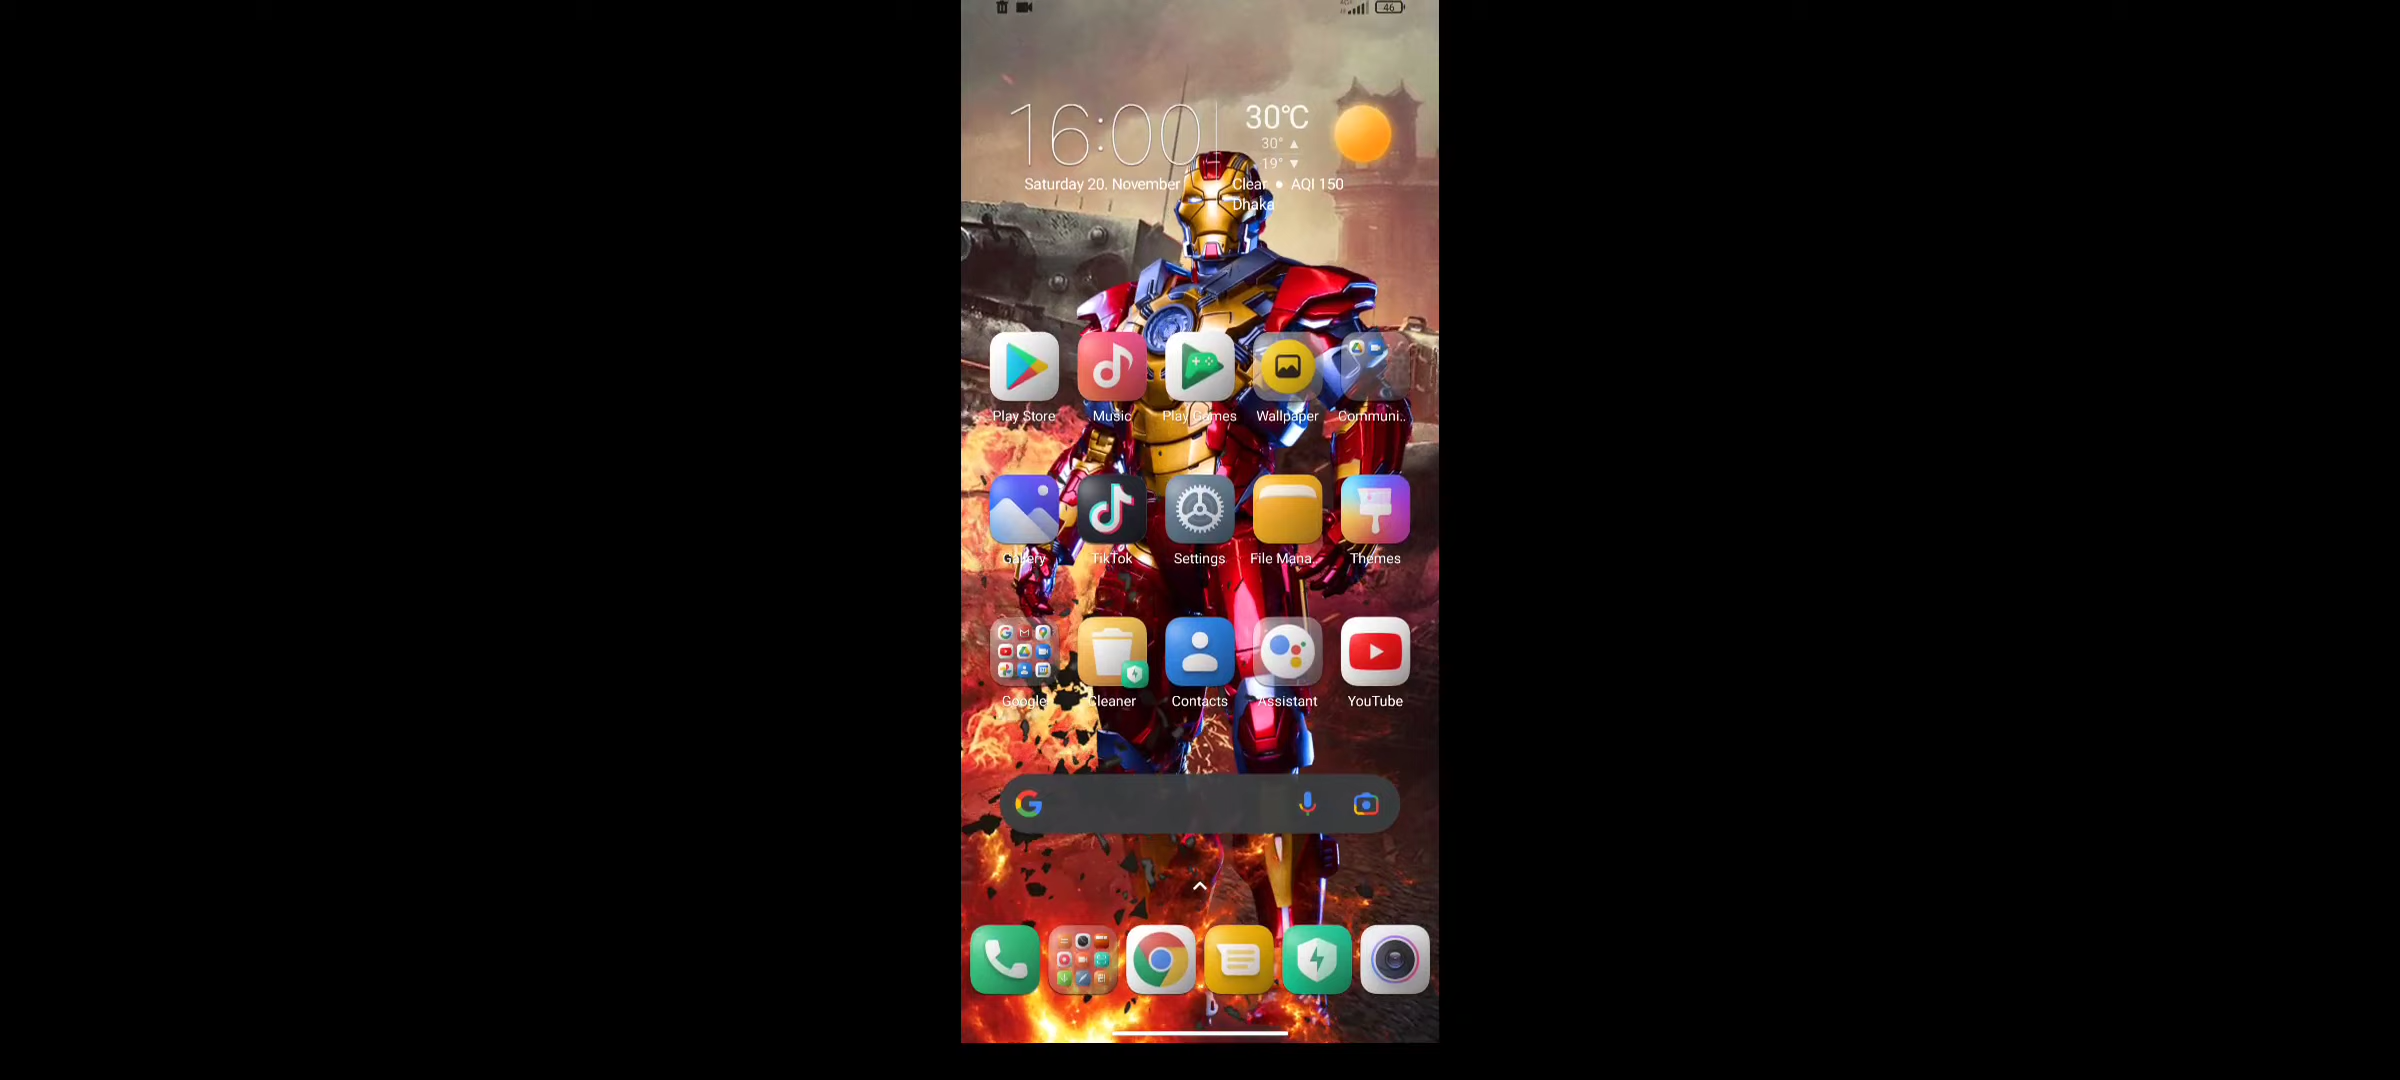 46
16:00
30°C
30° ▲
19° ▼
Saturday 20. November
Clear • AQI 150
Dhaka
Play Store
Music
Play Games
Wallpaper
Communi..
Gallery
TikTok
Settings
File Mana..
Themes
Google
Cleaner
Contacts
Assistant
YouTube